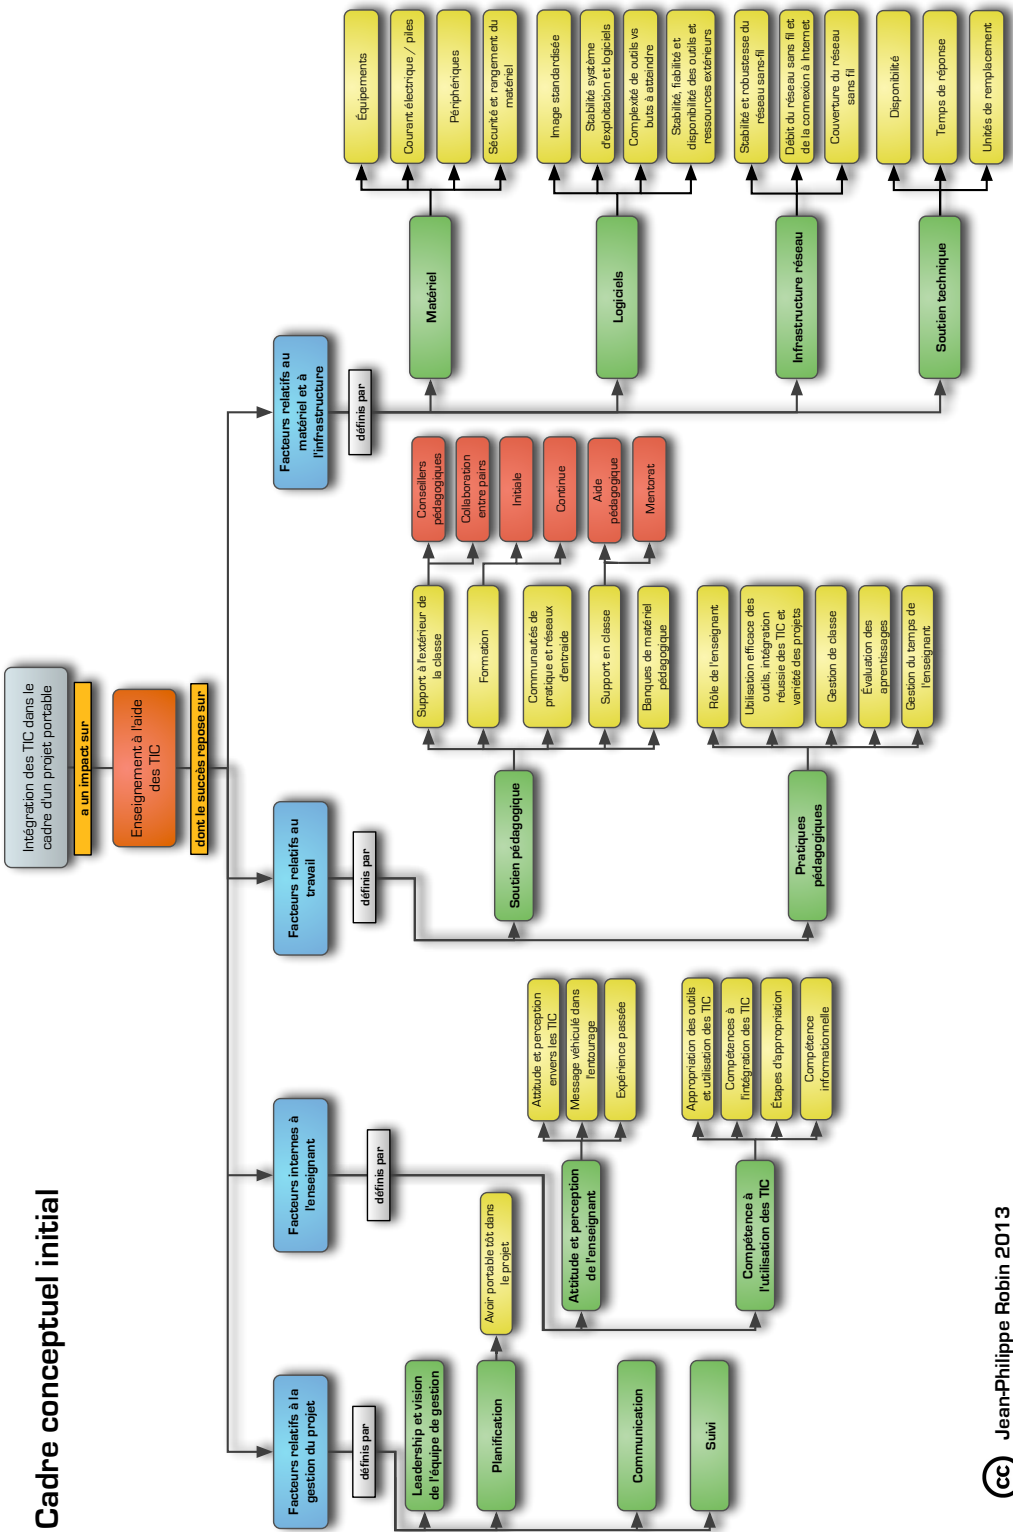 Cadre conceptuel initial
Intégration des TIC dans le
cadre d'un projet portable
a un impact sur
Enseignement à l'aide
des TIC
dont le succès repose sur
Facteurs relatifs à la
gestion du projet
définis par
Leadership et vision
de l'équipe de gestion
Planification
Avoir portable tôt dans
le projet
Communication
Suivi
Facteurs internes à
l'enseignant
définis par
Attitude et perception
de l'enseignant
Attitude et perception
envers les TIC
Message véhiculé dans
l'entourage
Expérience passée
Compétence à
l'utilisation des TIC
Appropriation des outils
et utilisation des TIC
Compétences à
l'intégration des TIC
Étapes d'appropriation
Compétence
informationnelle
Facteurs relatifs au
travail
définis par
Soutien pédagogique
Support à l'extérieur de
la classe
Conseillers
pédagogiques
Collaboration
entre pairs
Formation
Initiale
Continue
Communautés de
pratique et réseaux
d'entraide
Support en classe
Aide
pédagogique
Mentorat
Banques de matériel
pédagogique
Pratiques
pédagogiques
Rôle de l'enseignant
Utilisation efficace des
outils, intégration
réussie des TIC et
variété des projets
Gestion de classe
Évaluation des
aprentissages
Gestion du temps de
l'enseignant
Facteurs relatifs au
matériel et à
l'infrastructure
définis par
Matériel
Équipements
Courant électrique / piles
Périphériques
Sécurité et rangement du
matériel
Logiciels
Image standardisée
Stabilité système
d'exploitation et logiciels
Complexité de outils vs
buts à atteindre
Stabilité, fiabilité et
disponibilité des outils et
ressources extérieurs
Infrastructure réseau
Stabilité et robustesse du
réseau sans-fil
Débit du réseau sans fil et
de la connexion à Internet
Couverture du réseau
sans fil
Soutien technique
Disponibilité
Temps de réponse
Unités de remplacement
cc Jean-Philippe Robin 2013